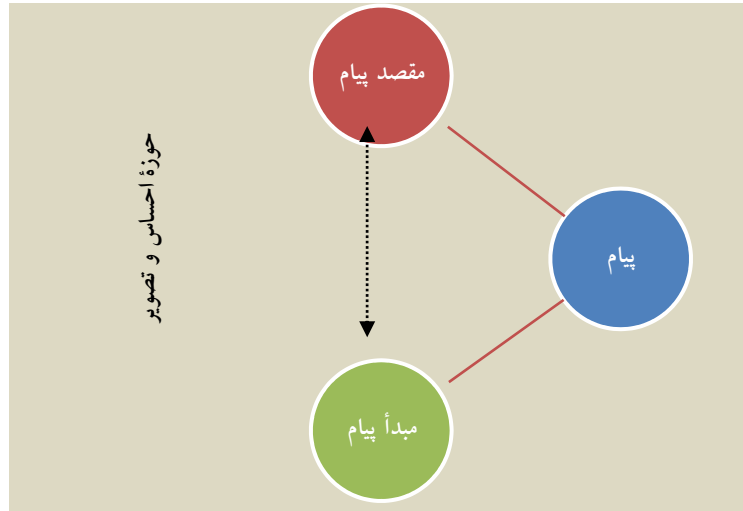 مقصد پیام
حوزهٔ احساس و تصویر
پیام
مبدأ پیام